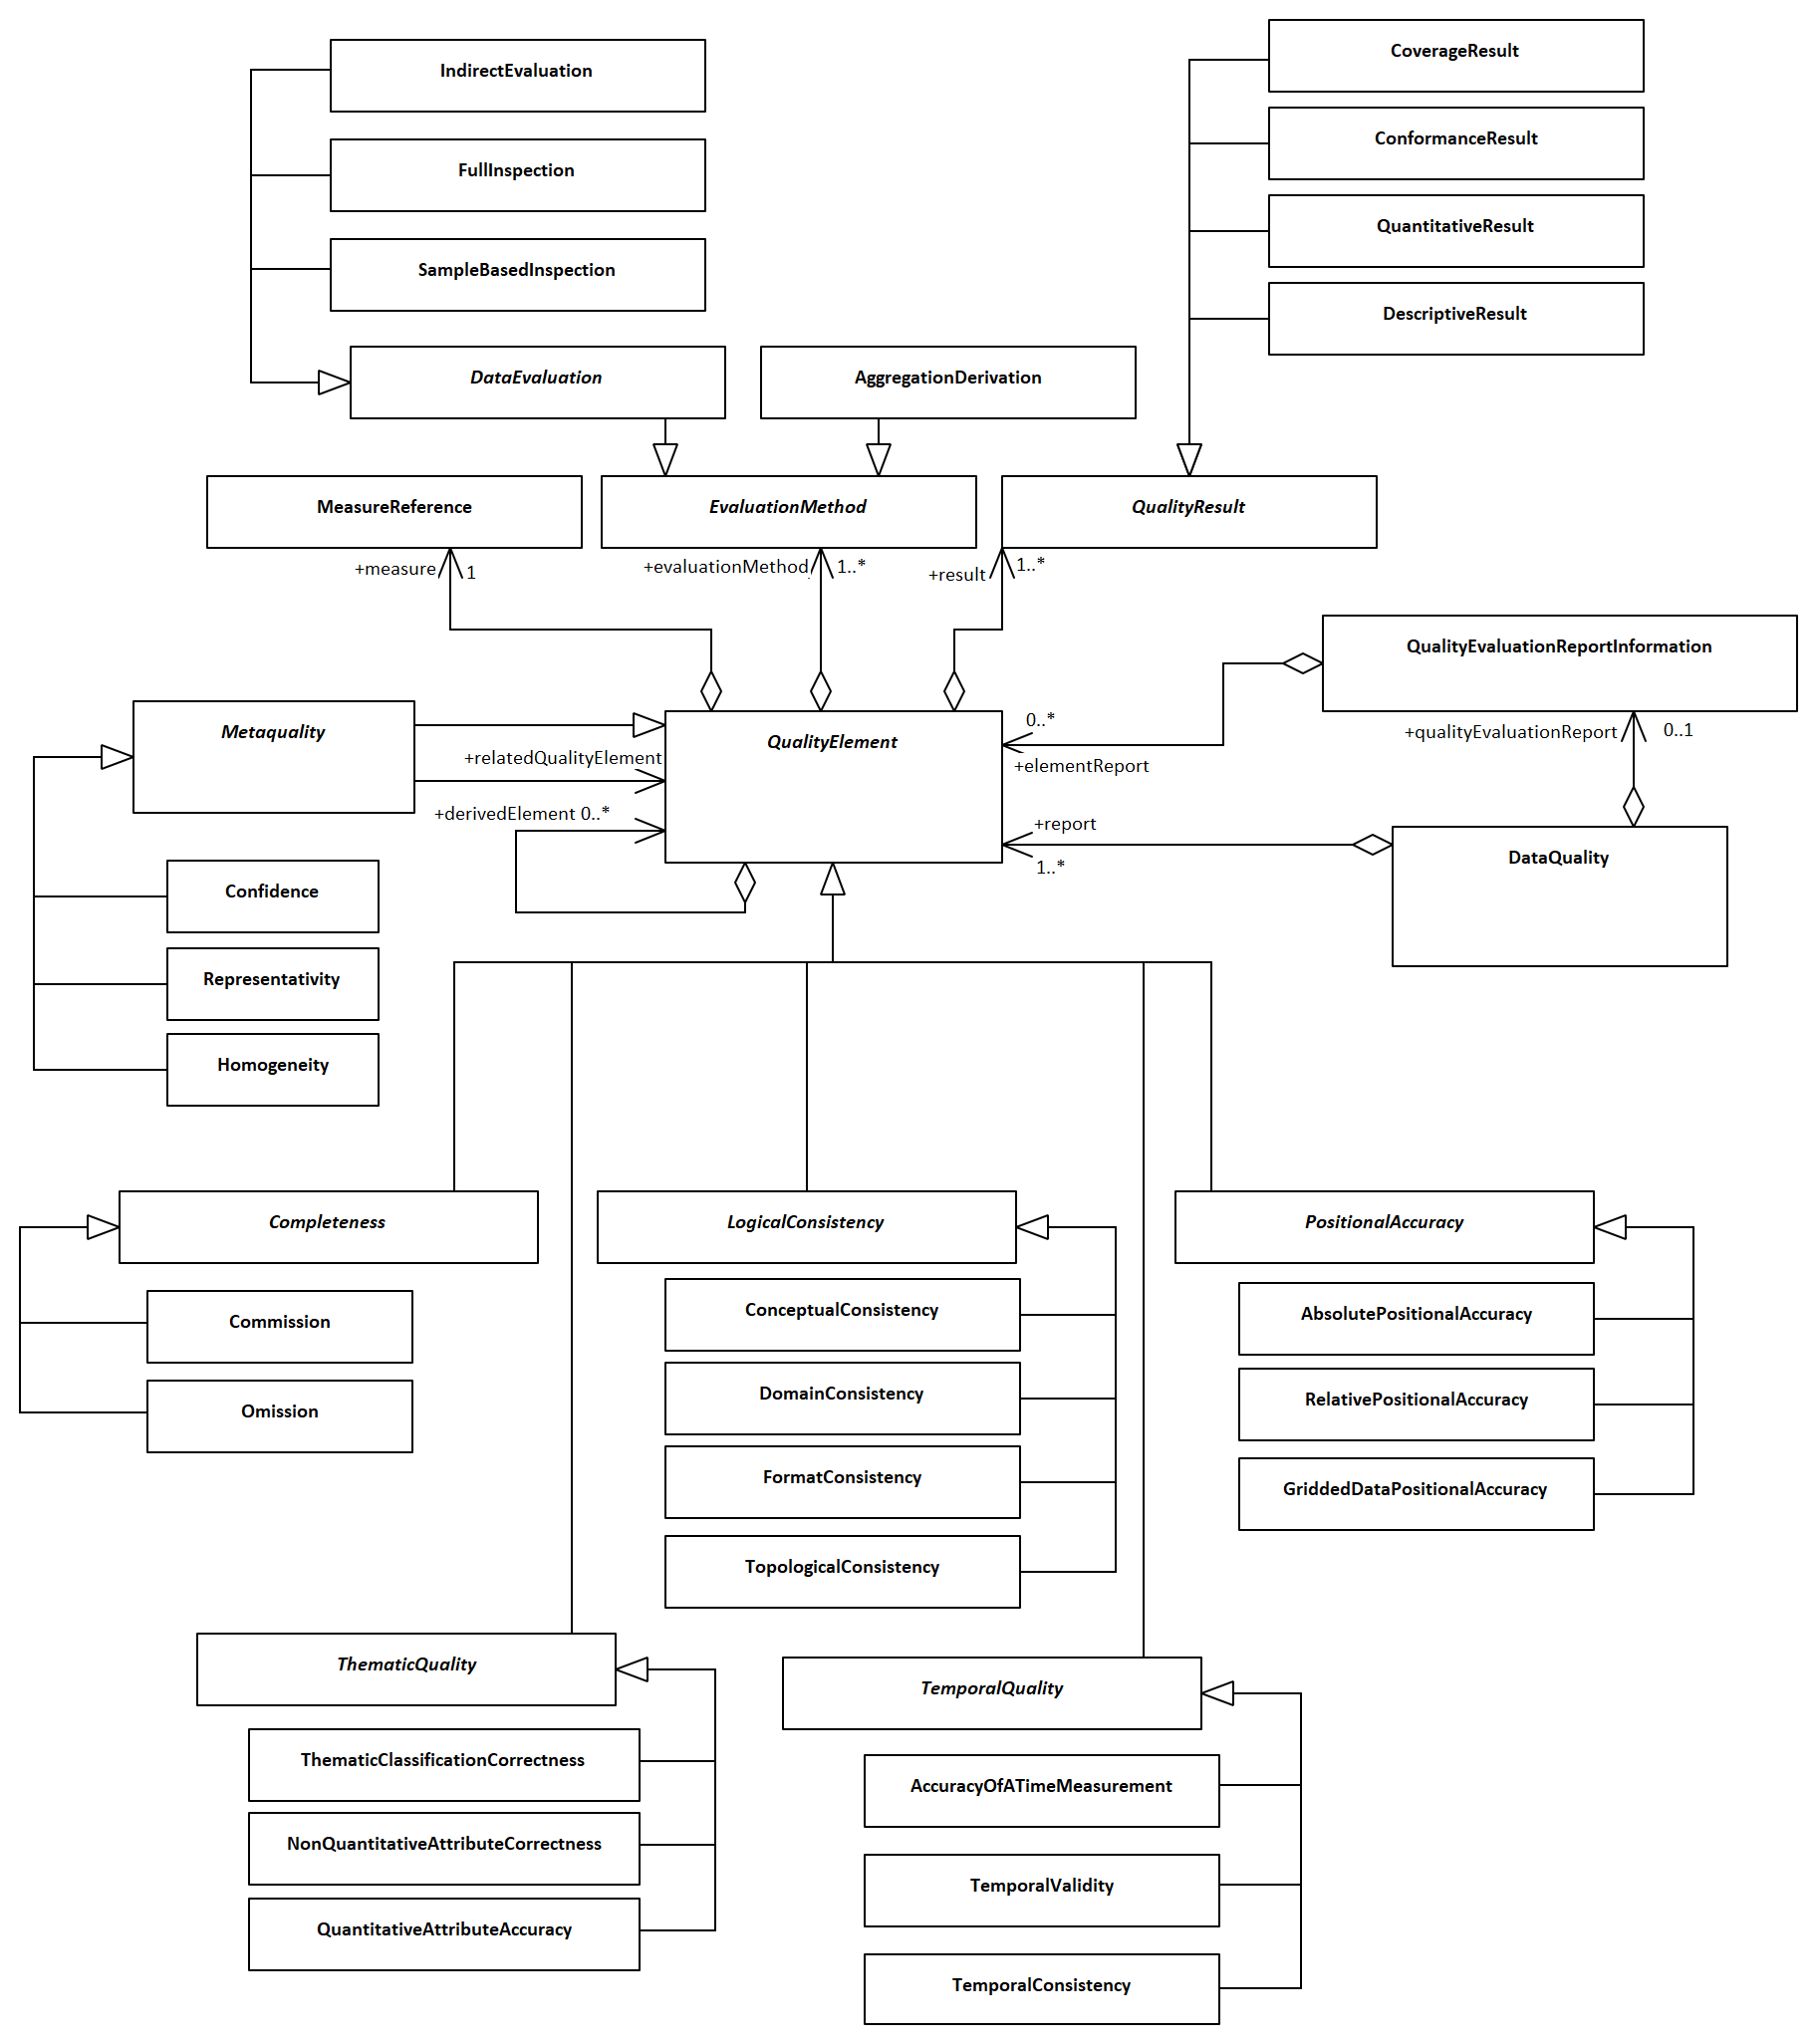 CoverageResult
IndirectEvaluation
ConformanceResult
FullInspection
QuantitativeResult
SampleBasedInspection
DescriptiveResult
DataEvaluation
AggregationDerivation
MeasureReference
EvaluationMethod
QualityResult
+measure
1
+evaluationMethod
1..*
+result
1..*
QualityEvaluationReportInformation
Metaquality
QualityElement
0..*
+qualityEvaluationReport
0..1
+relatedQualityElement
+elementReport
+derivedElement 0..*
+report
1..*
DataQuality
Confidence
Representativity
Homogeneity
Completeness
LogicalConsistency
PositionalAccuracy
Commission
ConceptualConsistency
AbsolutePositionalAccuracy
Omission
DomainConsistency
RelativePositionalAccuracy
FormatConsistency
GriddedDataPositionalAccuracy
TopologicalConsistency
ThematicQuality
TemporalQuality
ThematicClassificationCorrectness
AccuracyOfATimeMeasurement
NonQuantitativeAttributeCorrectness
TemporalValidity
QuantitativeAttributeAccuracy
TemporalConsistency